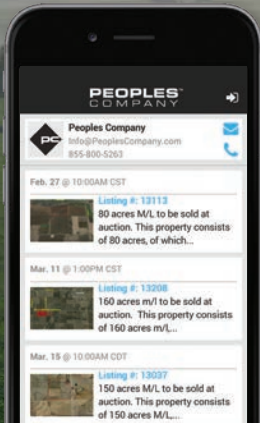 PEOPLES™
COMPANY
PC
Peoples Company
Info@PeoplesCompany.com
855-800-5263
Feb. 27 @ 10:00AM CST
Listing #: 13113
80 acres M/L to be sold at
auction. This property consists
of 80 acres, of which...
Mar. 11 @ 1:00PM CST
Listing #: 13208
160 acres m/l to be sold at
auction.  This property consists
of 160 acres m/l,...
Mar. 15 @ 10:00AM CDT
Listing #: 13037
150 acres M/L to be sold at
auction. This property consists
of 150 acres M/L,...